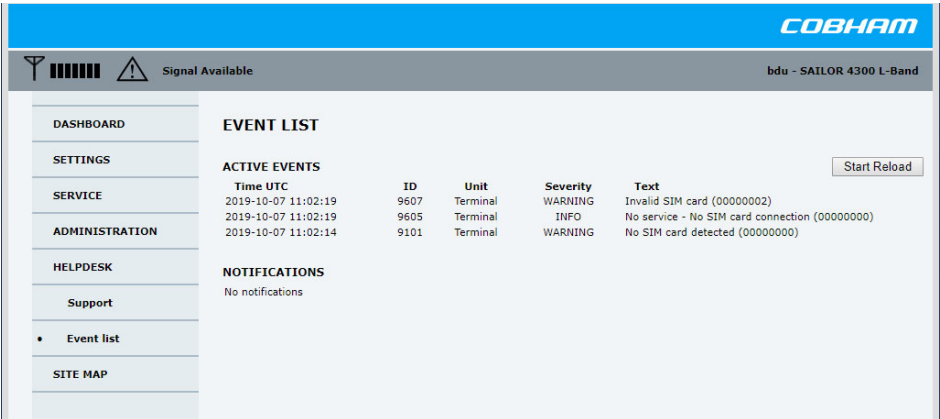 COBHAM
Signal Available
bdu - SAILOR 4300 L-Band
DASHBOARD
SETTINGS
SERVICE
ADMINISTRATION
HELPDESK
Support
• Event list
SITE MAP
EVENT LIST
ACTIVE EVENTS
Start Reload
Time UTC ID Unit Severity Text
2019-10-07 11:02:19 9607 Terminal WARNING Invalid SIM card (00000002)
2019-10-07 11:02:19 9605 Terminal INFO No service - No SIM card connection (00000000)
2019-10-07 11:02:14 9101 Terminal WARNING No SIM card detected (00000000)
NOTIFICATIONS
No notifications